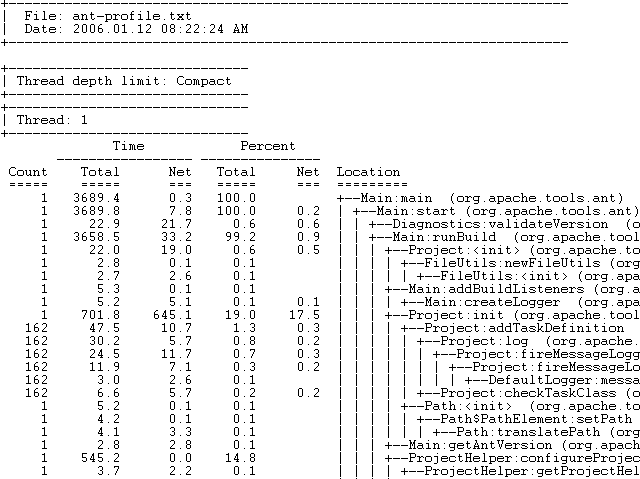 +--------------------------------------------------------------------
|  File: ant-profile.txt
|  Date: 2006.01.12 08:22:24 AM
+--------------------------------------------------------------------
+-----------------------------
| Thread depth limit: Compact
+-----------------------------
+-----------------------------
| Thread: 1
+-----------------------------
Time Percent
----------------- ---------------
Count Total Net Total Net Location
===== ===== === ===== === =========
1 3689.4 0.3 100.0 +--Main:main (org.apache.tools.ant)
1 3689.8 7.8 100.0 0.2 | +--Main:start (org.apache.tools.ant)
1 22.9 21.7 0.6 0.6 | | +--Diagnostics:validateVersion (o
1 3658.5 33.2 99.2 0.9 | | +--Main:runBuild (org.apache.tool
1 22.0 19.0 0.6 0.5 | | | +--Project:<init> (org.apache.to
1 2.8 0.1 0.1 | | | | +--FileUtils:newFileUtils (org.a
1 2.7 2.6 0.1 | | | | | +--FileUtils:<init> (org.apa
1 5.3 0.1 0.1 | | | +--Main:addBuildListeners (org.a
1 5.2 5.1 0.1 0.1 | | | | +--Main:createLogger (org.apac
1 701.8 645.1 19.0 17.5 | | | +--Project:init (org.apache.tool
162 47.5 10.7 1.3 0.3 | | | | +--Project:addTaskDefinition
162 30.2 5.7 0.8 0.2 | | | | | +--Project:log (org.apache.to
162 24.5 11.7 0.7 0.3 | | | | | | +--Project:fireMessageLogg
162 11.9 7.1 0.3 0.2 | | | | | | | +--Project:fireMessageLo
162 3.0 2.6 0.1 | | | | | | | | +--DefaultLogger:messa
162 6.6 5.7 0.2 0.2 | | | | | +--Project:checkTaskClass (o
1 5.2 0.1 0.1 | | | | +--Path:<init> (org.apache.to
1 4.2 0.1 0.1 | | | | | +--Path$PathElement:setPath
1 4.1 3.3 0.1 | | | | | | +--Path:translatePath (org
1 2.8 2.8 0.1 | | | | +--Main:getAntVersion (org.ap
1 545.2 0.0 14.8 | | | +--ProjectHelper:configureProjec
1 3.7 2.2 0.1 | | | | +--ProjectHelper:getProjectHel